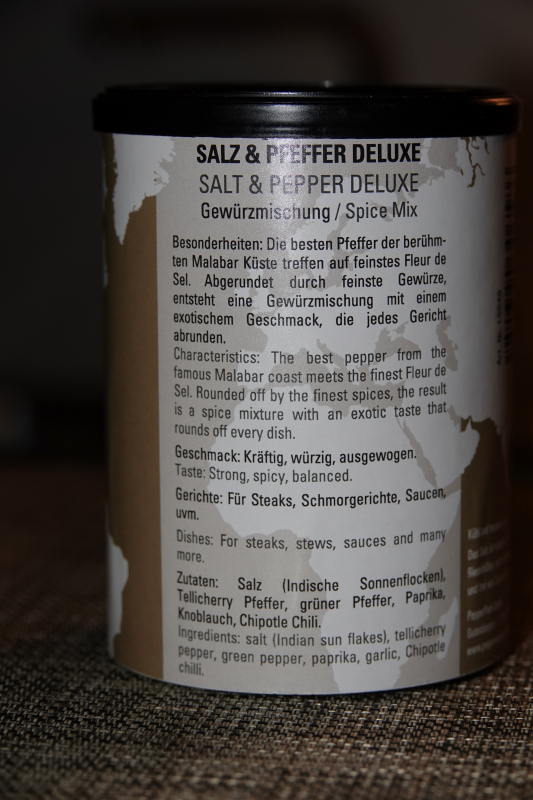 SALZ & PFEFFER DELUXE
SALT & PEPPER DELUXE
Gewürzmischung / Spice Mix
Besonderheiten: Die besten Pfeffer der berühm-
ten Malabar Küste treffen auf feinstes Fleur de
Sel. Abgerundet durch feinste Gewürze,
entsteht eine Gewürzmischung mit einem
exotischem Geschmack, die jedes Gericht
abrunden.
Characteristics: The best pepper from the
famous Malabar coast meets the finest Fleur de
Sel. Rounded off by the finest spices, the result
is a spice mixture with an exotic taste that
rounds off every dish.
Geschmack: Kräftig, würzig, ausgewogen.
Taste: Strong, spicy, balanced.
Gerichte: Für Steaks, Schmorgerichte, Saucen,
uvm.
Dishes: For steaks, stews, sauces and many
more.
Zutaten: Salz (Indische Sonnenflocken),
Tellicherry Pfeffer, grüner Pfeffer, Paprika,
Knoblauch, Chipotle Chili.
Ingredients: salt (Indian sun flakes), tellicherry
pepper, green pepper, paprika, garlic, Chipotle
chilli.